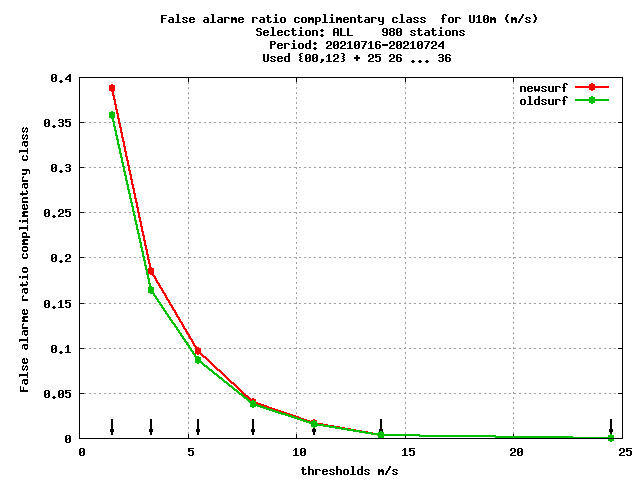 False alarme ratio complimentary class  for U10m (m/s)
Selection: ALL    980 stations
Period: 20210716-20210724
Used {00,12} + 25 26 ... 36
newsurf
oldsurf
False alarme ratio complimentary class
0.4
0.35
0.3
0.25
0.2
0.15
0.1
0.05
0
0 5 10 15 20 25
thresholds m/s